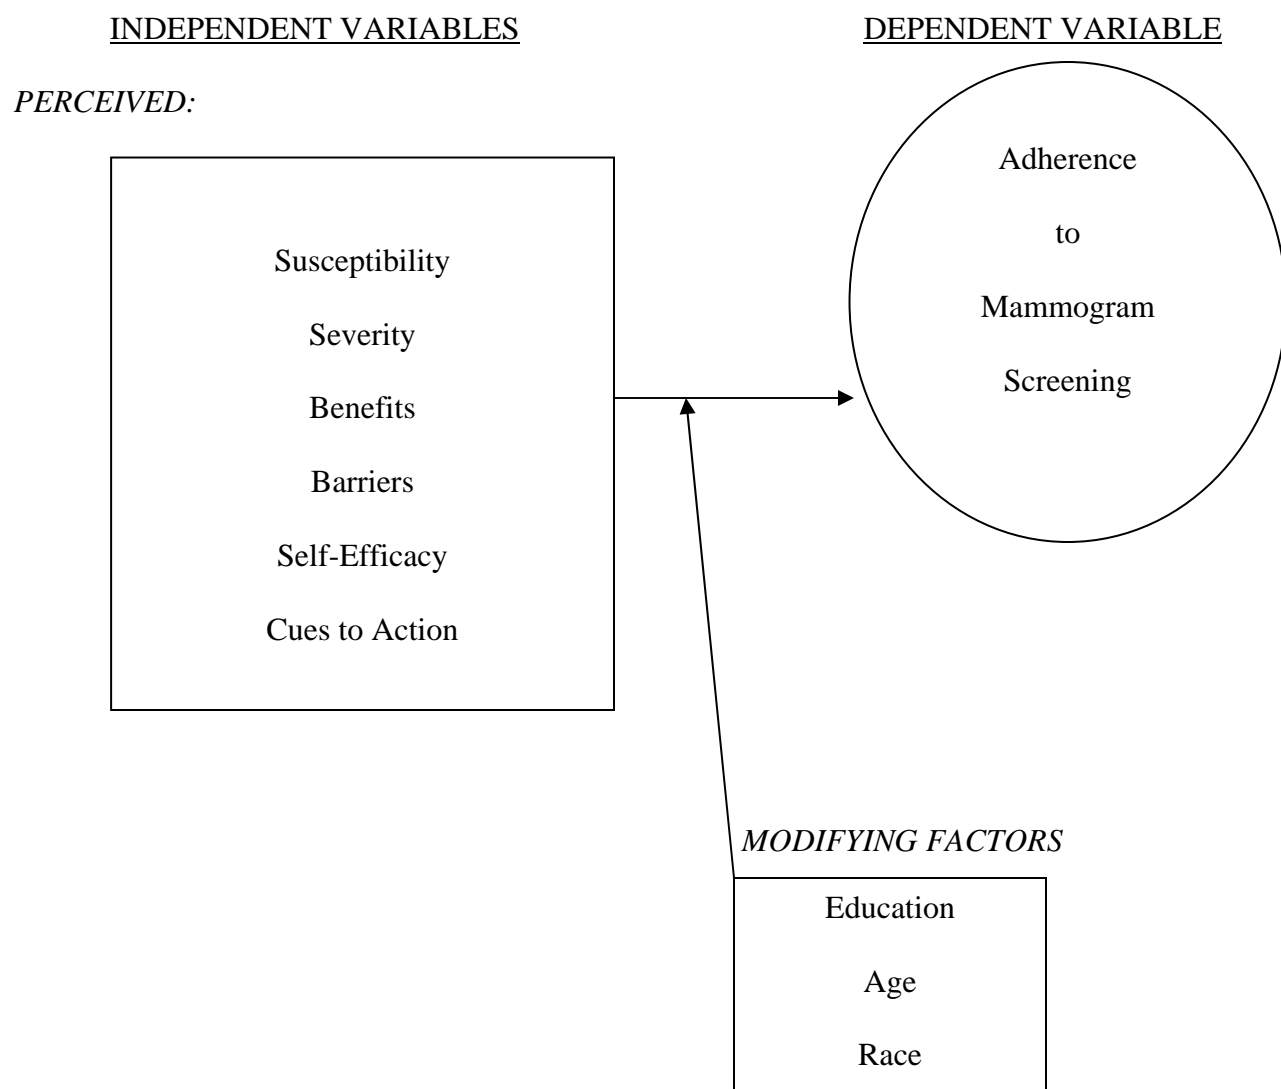 INDEPENDENT VARIABLES
DEPENDENT VARIABLE
PERCEIVED:
Susceptibility
Severity
Benefits
Barriers
Self-Efficacy
Cues to Action
Adherence
to
Mammogram
Screening
MODIFYING FACTORS
Education
Age
Race